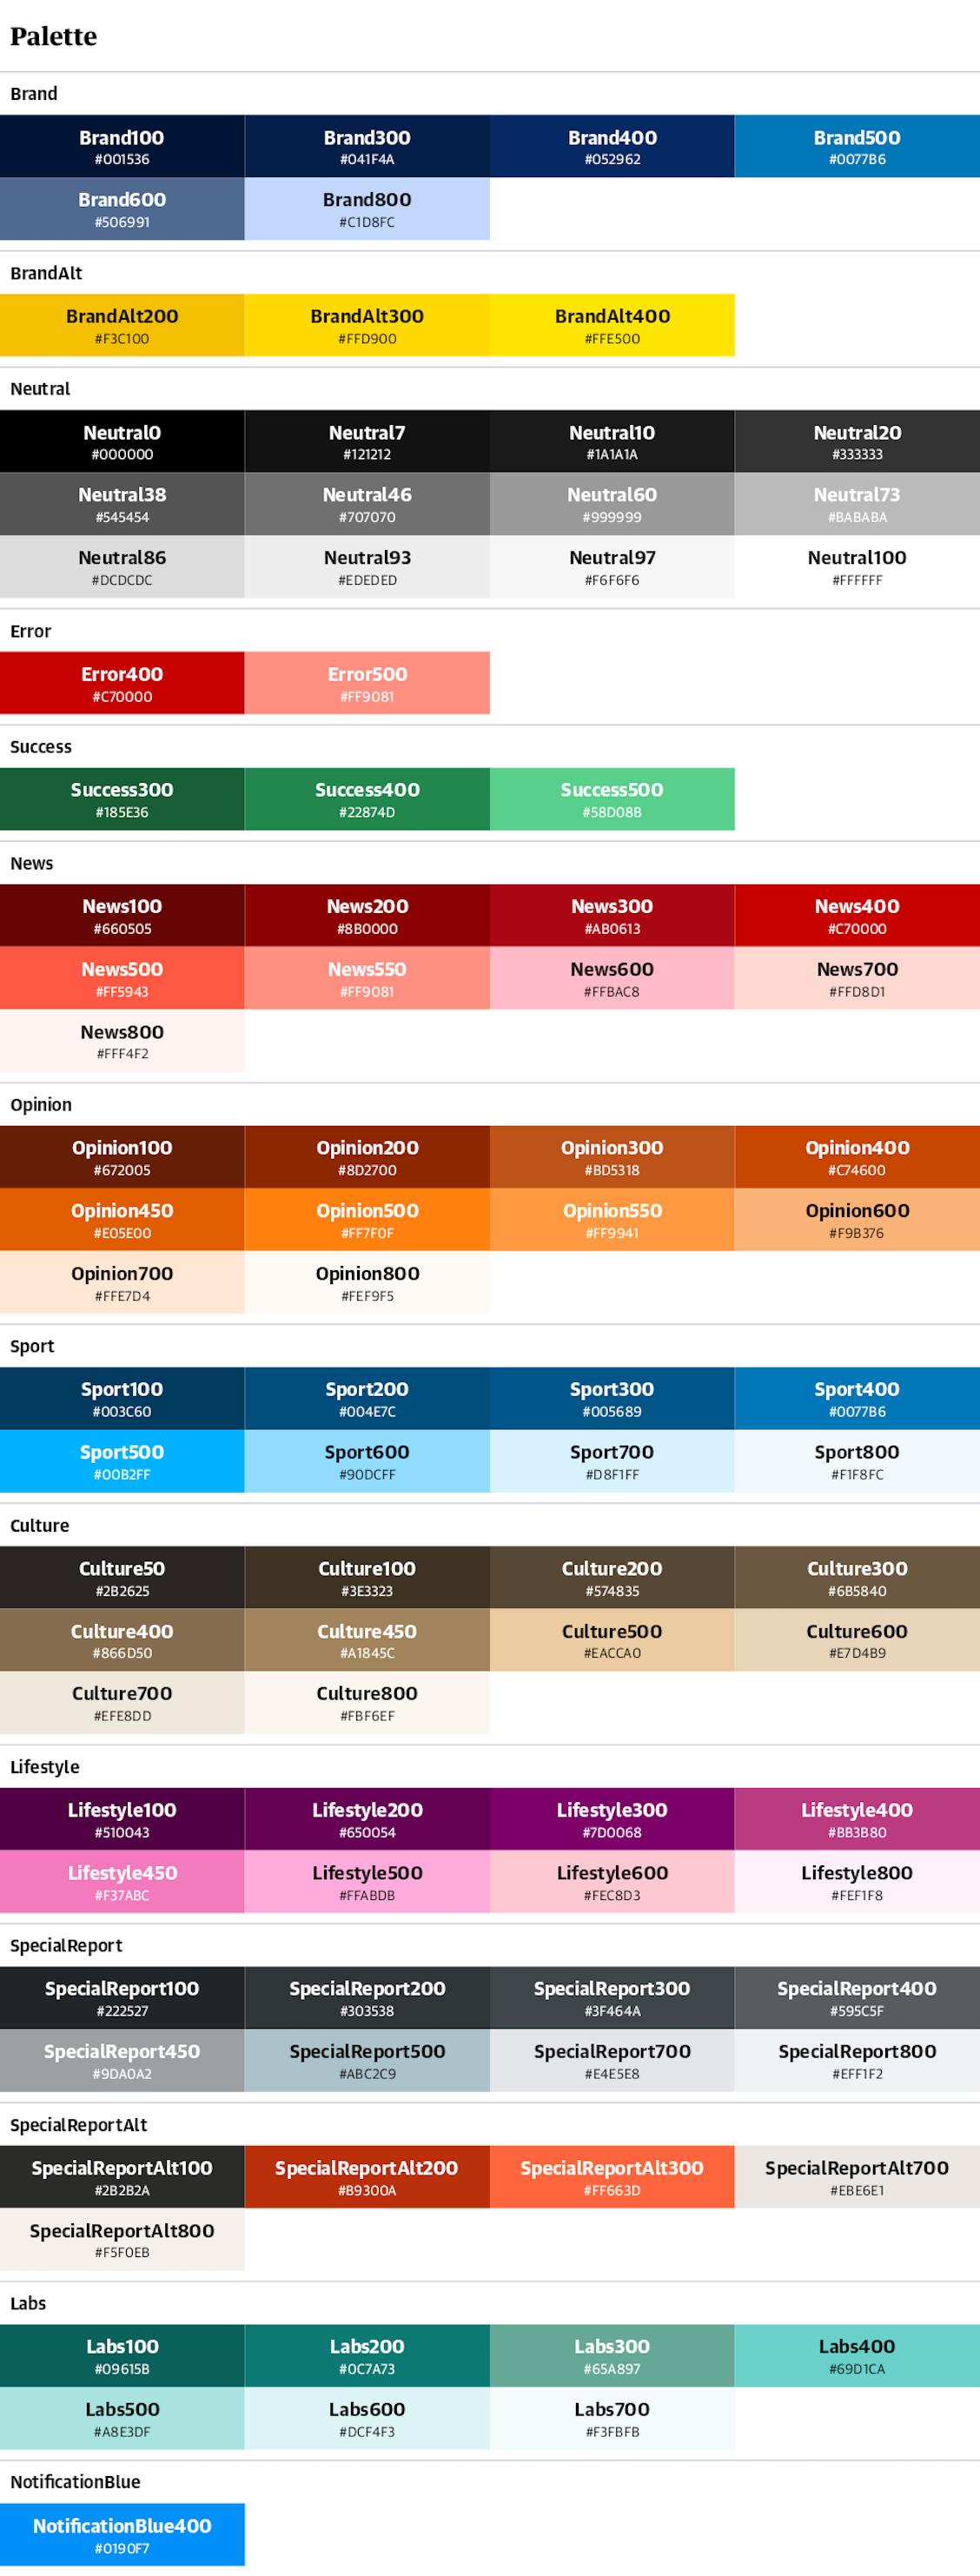 Palette
Brand
Brand100 Brand300 Brand400 Brand500
#001536 #041F4A #052962 #0077B6
Brand600 Brand800
#506991 #C1D8FC
BrandAlt
BrandAlt200 BrandAlt300 BrandAlt400
#F3C100 #FFD900 #FFE500
Neutral
Neutral0 Neutral7 Neutral10 Neutral20
#000000 #121212 #1A1A1A #333333
Neutral38 Neutral46 Neutral60 Neutral73
#545454 #707070 #999999 #BABABA
Neutral86 Neutral93 Neutral97 Neutral100
#DCDCDC #EDEDED #F6F6F6 #FFFFFF
Error
Error400 Error500
#C70000 #FF9081
Success
Success300 Success400 Success500
#185E36 #22874D #58D08B
News
News100 News200 News300 News400
#660505 #8B0000 #AB0613 #C70000
News500 News550 News600 News700
#FF5943 #FF9081 #FFBAC8 #FFD8D1
News800
#FFF4F2
Opinion
Opinion100 Opinion200 Opinion300 Opinion400
#672005 #8D2700 #BD5318 #C74600
Opinion450 Opinion500 Opinion550 Opinion600
#E05E00 #FF7F0F #FF9941 #F9B376
Opinion700 Opinion800
#FFE7D4 #FEF9F5
Sport
Sport100 Sport200 Sport300 Sport400
#003C60 #004E7C #005689 #0077B6
Sport500 Sport600 Sport700 Sport800
#00B2FF #90DCFF #D8F1FF #F1F8FC
Culture
Culture50 Culture100 Culture200 Culture300
#2B2625 #3E3323 #574835 #6B5840
Culture400 Culture450 Culture500 Culture600
#866D50 #A1845C #EACCA0 #E7D4B9
Culture700 Culture800
#EFE8DD #FBF6EF
Lifestyle
Lifestyle100 Lifestyle200 Lifestyle300 Lifestyle400
#510043 #650054 #7D0068 #BB3B80
Lifestyle450 Lifestyle500 Lifestyle600 Lifestyle800
#F37ABC #FFABDB #FEC8D3 #FEF1F8
SpecialReport
SpecialReport100 SpecialReport200 SpecialReport300 SpecialReport400
#222527 #303538 #3F464A #595C5F
SpecialReport450 SpecialReport500 SpecialReport700 SpecialReport800
#9DA0A2 #ABC2C9 #E4E5E8 #EFF1F2
SpecialReportAlt
SpecialReportAlt100 SpecialReportAlt200 SpecialReportAlt300 SpecialReportAlt700
#2B2B2A #B9300A #FF663D #EBE6E1
SpecialReportAlt800
#F5F0EB
Labs
Labs100 Labs200 Labs300 Labs400
#09615B #0C7A73 #65A897 #69D1CA
Labs500 Labs600 Labs700
#A8E3DF #DCF4F3 #F3FBFB
NotificationBlue
NotificationBlue400
#0190F7